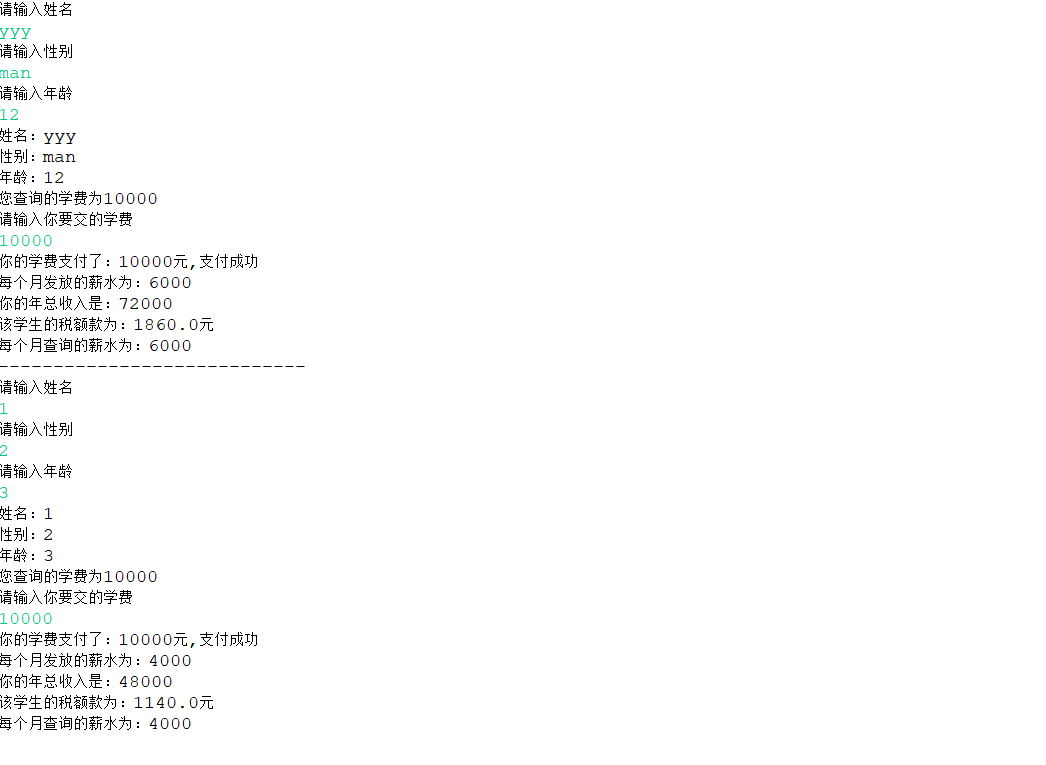 请输入姓名
yyy
请输入性别
man
请输入年龄
12
姓名：yyy
性别：man
年龄：12
您查询的学费为10000
请输入你要交的学费
10000
你的学费支付了：10000元,支付成功
每个月发放的薪水为：6000
你的年总收入是：72000
该学生的税额款为：1860.0元
每个月查询的薪水为：6000
----------------------------
请输入姓名
1
请输入性别
2
请输入年龄
3
姓名：1
性别：2
年龄：3
您查询的学费为10000
请输入你要交的学费
10000
你的学费支付了：10000元,支付成功
每个月发放的薪水为：4000
你的年总收入是：48000
该学生的税额款为：1140.0元
每个月查询的薪水为：4000